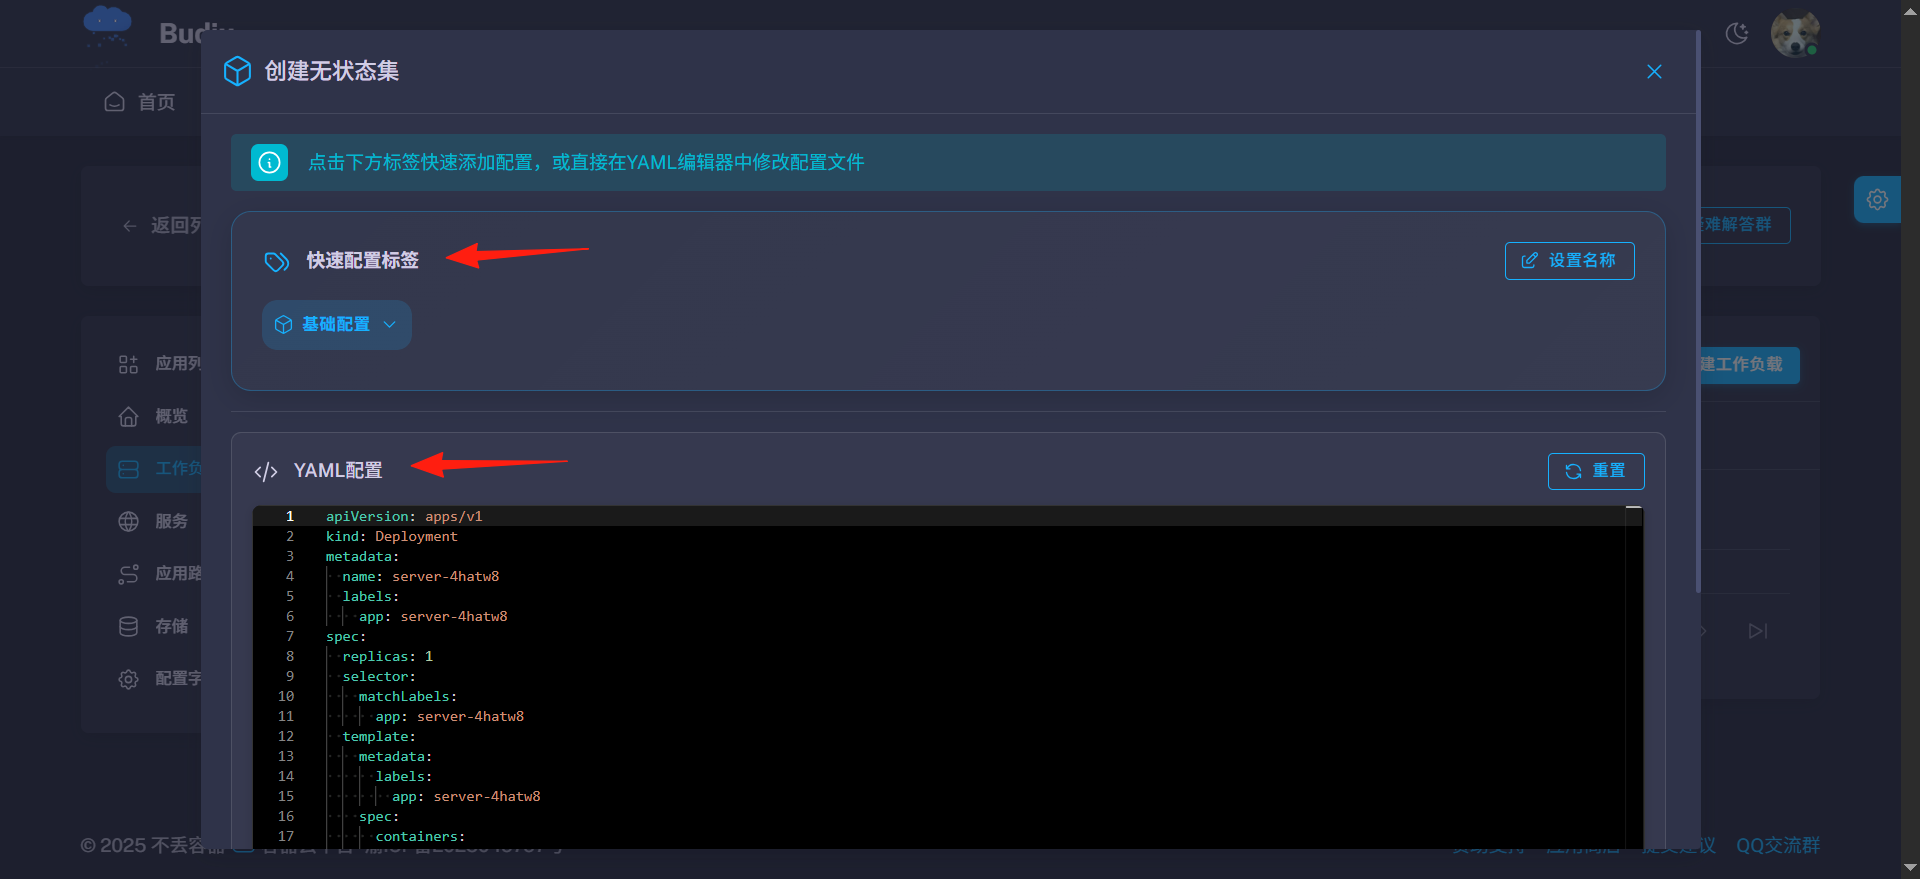 创建无状态集
首页
点击下方标签快速添加配置，或直接在YAML编辑器中修改配置文件
返回列
难解答群
快速配置标签
设置名称
基础配置
应用列
建工作负载
概览
工作负
YAML配置
重置
服务
应用路
存储
配置字
1 apiVersion: apps/v1
2 kind: Deployment
3 metadata:
4 name: server-4hatw8
5 labels:
6 app: server-4hatw8
7 spec:
8 replicas: 1
9 selector:
10 matchLabels:
11 app: server-4hatw8
12 template:
13 metadata:
14 labels:
15 app: server-4hatw8
16 spec:
17 containers:
© 2025 不丢容器
QQ交流群